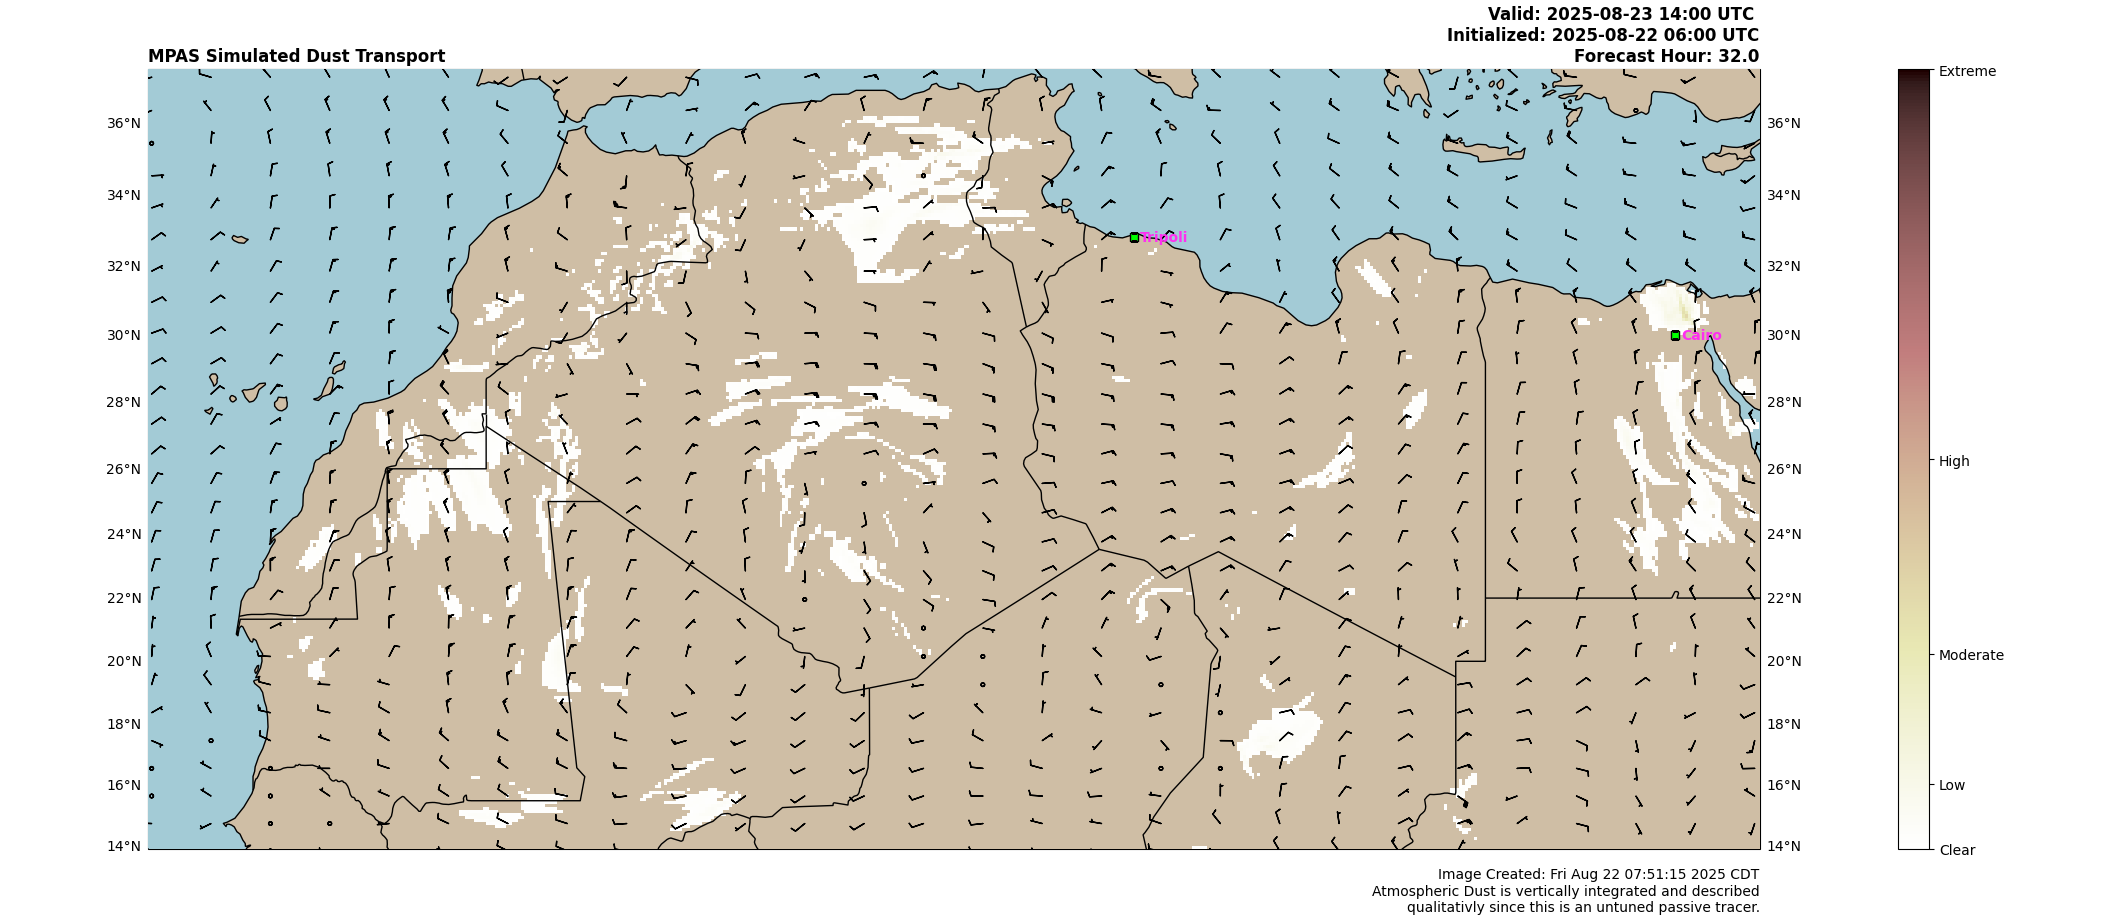 Valid: 2025-08-23 14:00 UTC
Initialized: 2025-08-22 06:00 UTC
MPAS Simulated Dust Transport
Forecast Hour: 32.0
Extreme
36°N
36°N
34°N
34°N
Tripoli
32°N
32°N
30°N
Cairo
30°N
28°N
28°N
26°N
26°N
High
24°N
24°N
22°N
22°N
20°N
20°N
Moderate
18°N
18°N
16°N
16°N
Low
14°N
14°N
Clear
Image Created: Fri Aug 22 07:51:15 2025 CDT
Atmospheric Dust is vertically integrated and described
qualitativly since this is an untuned passive tracer.